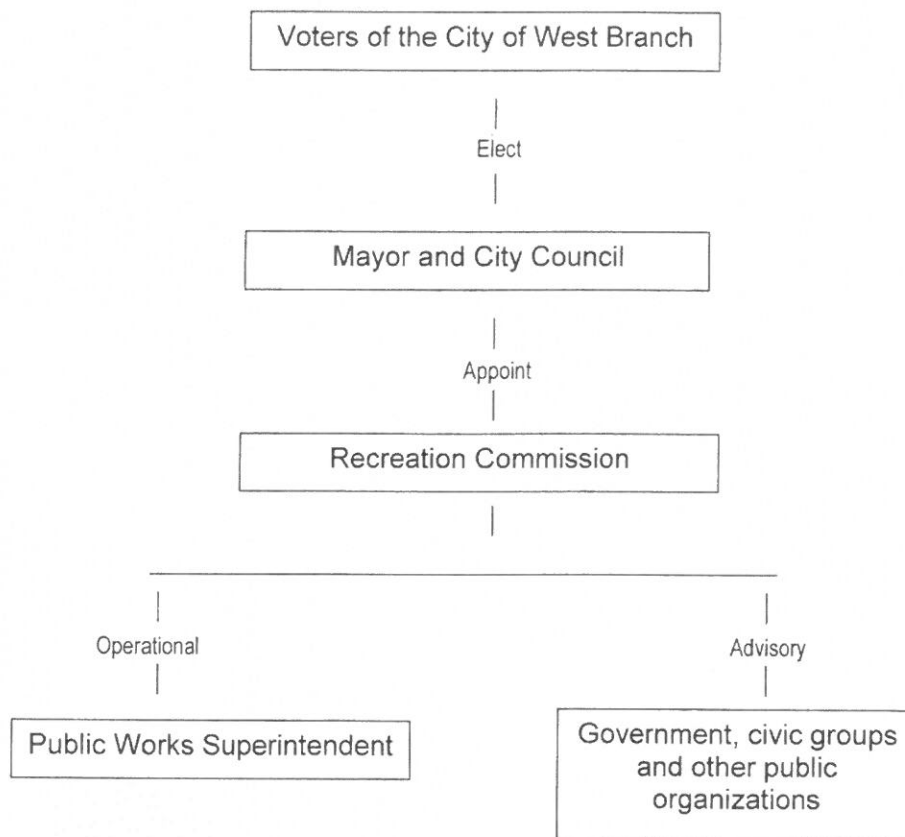 Voters of the City of West Branch
Elect
Mayor and City Council
Appoint
Recreation Commission
Operational
Advisory
Public Works Superintendent
Government, civic groups
and other public
organizations